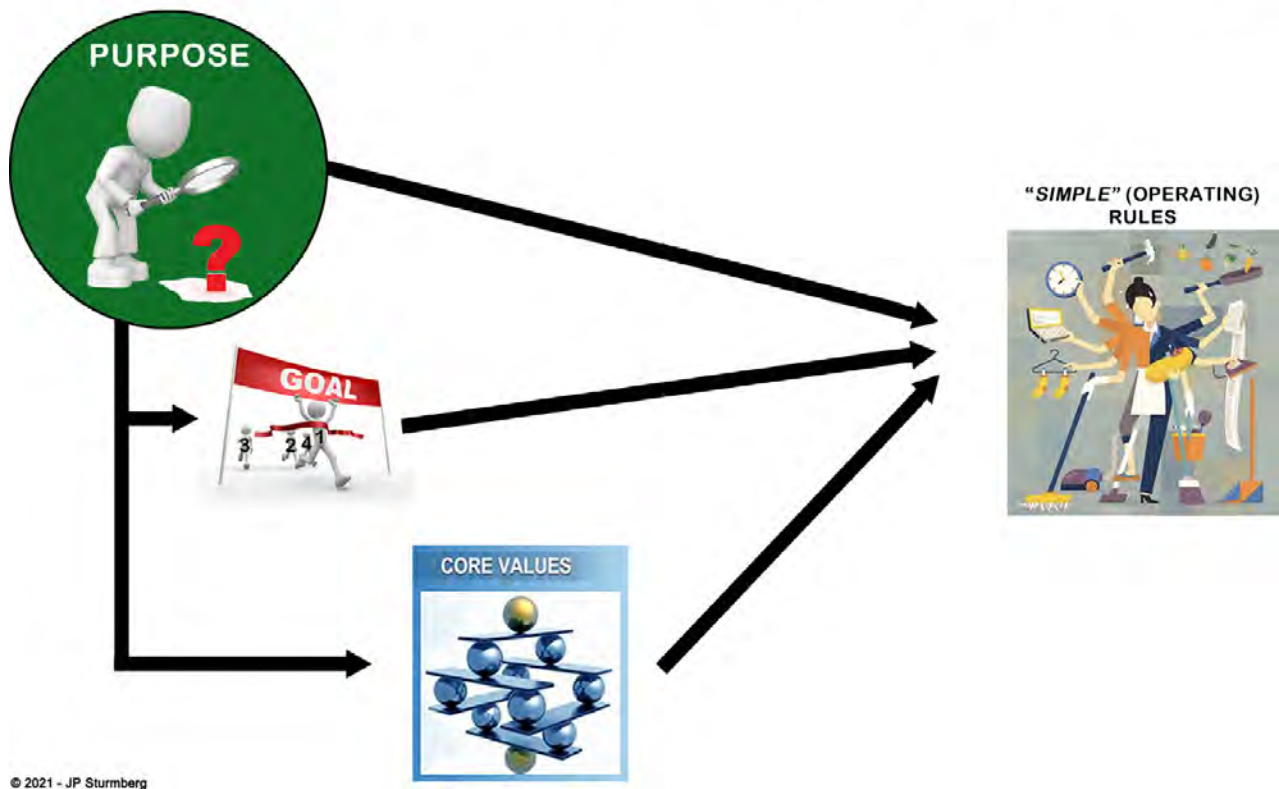 PURPOSE
?
"SIMPLE" (OPERATING)
RULES
GOAL
3
2
4
1
CORE VALUES
© 2021 - JP Sturmberg